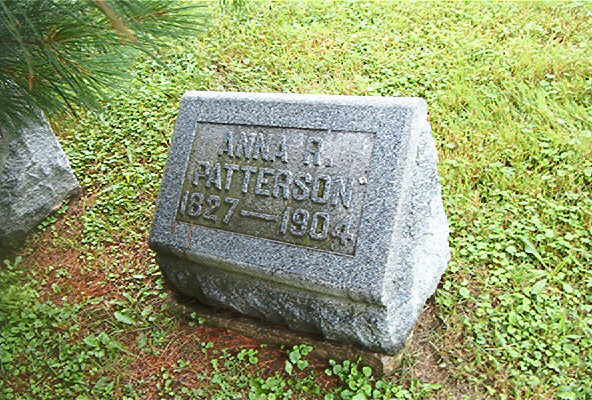 ANNA R.
PATTERSON
1827—1904